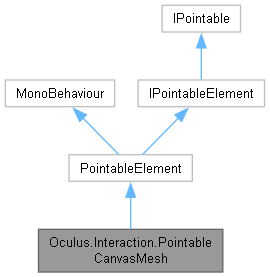 IPointable
MonoBehaviour
IPointableElement
PointableElement
Oculus.Interaction.Pointable
CanvasMesh